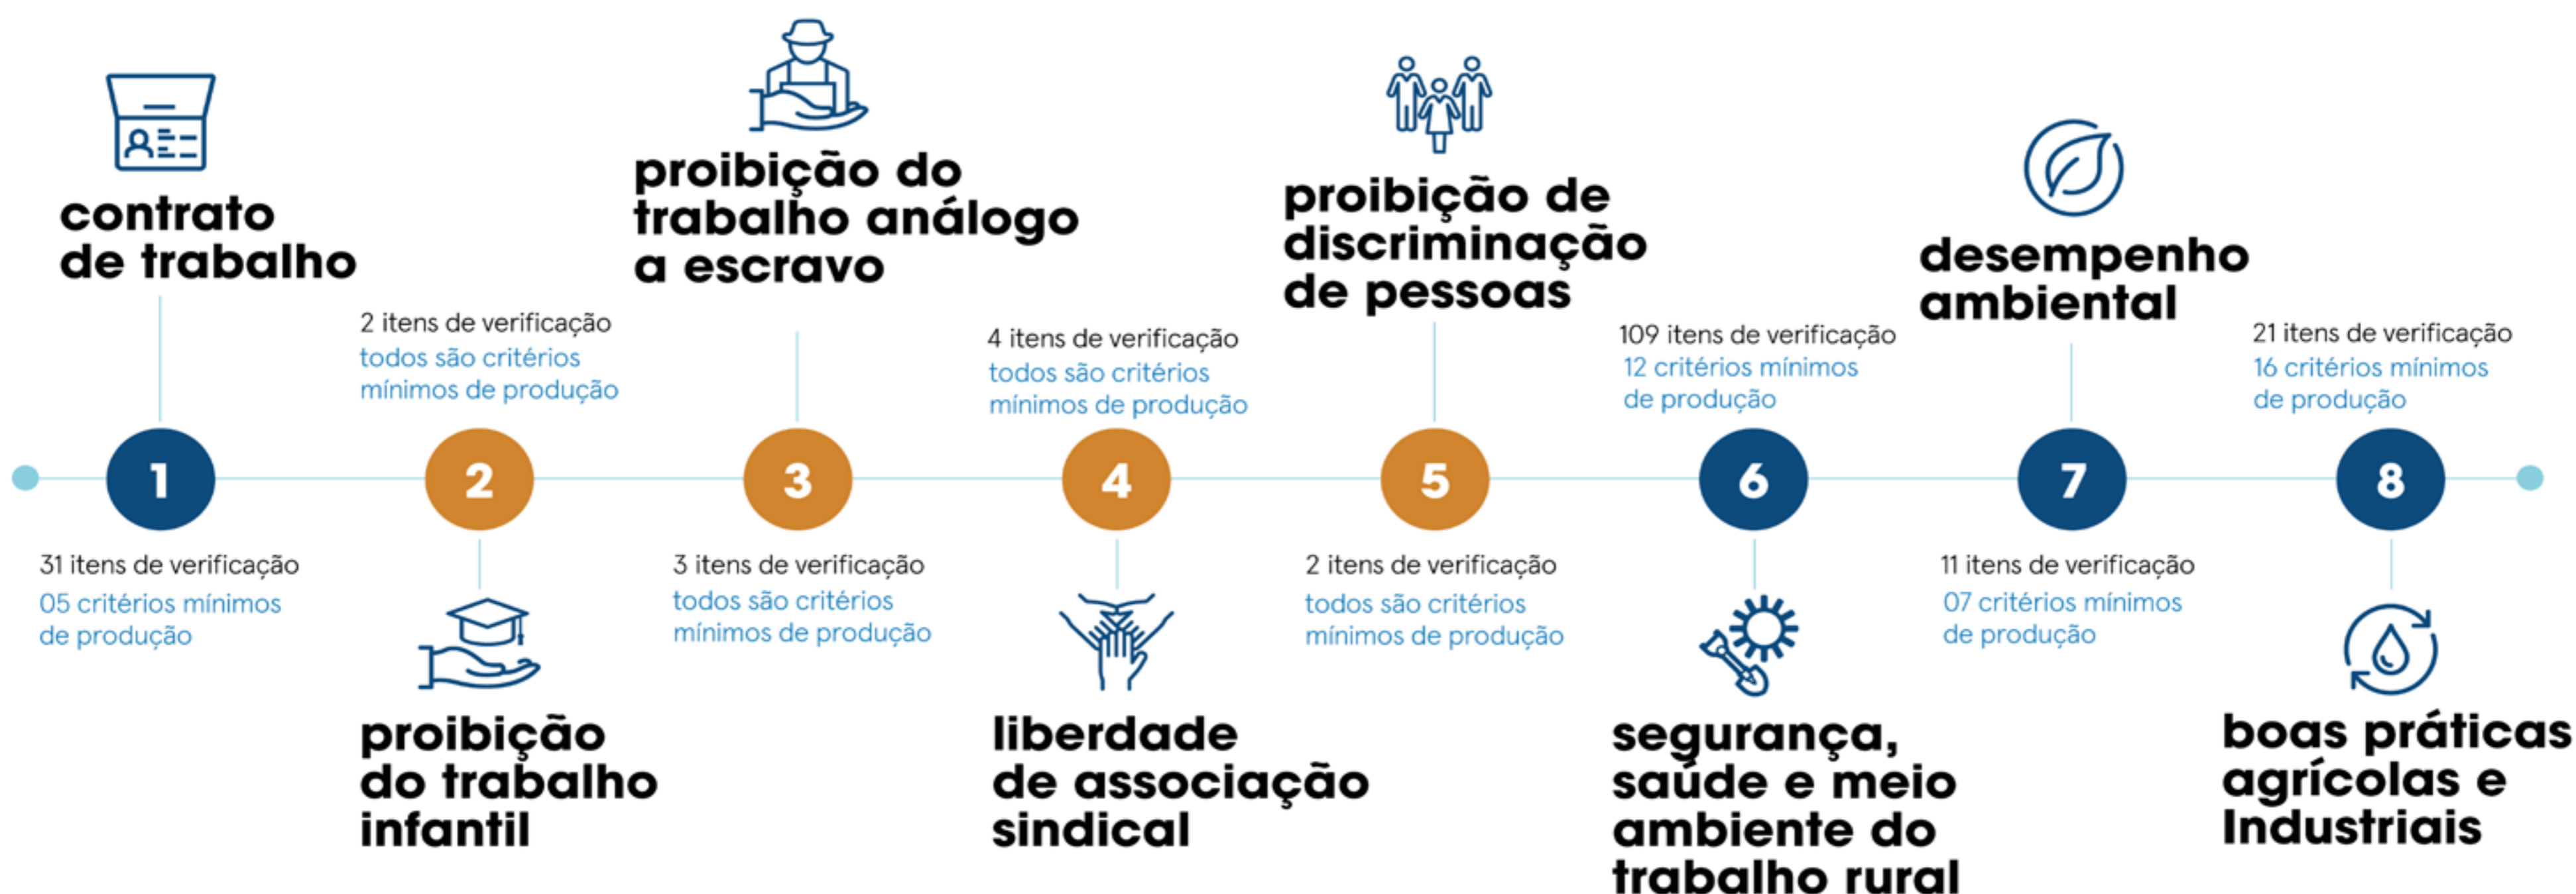 contrato
de trabalho
1
31 itens de verificação
05 critérios mínimos
de produção
2 itens de verificação
todos são critérios
mínimos de produção
2
proibição
do trabalho
infantil
proibição do
trabalho análogo
a escravo
3
3 itens de verificação
todos são critérios
mínimos de produção
4 itens de verificação
todos são critérios
mínimos de produção
4
liberdade
de associação
sindical
proibição de
discriminação
de pessoas
5
2 itens de verificação
todos são critérios
mínimos de produção
109 itens de verificação
12 critérios mínimos
de produção
6
segurança,
saúde e meio
ambiente do
trabalho rural
desempenho
ambiental
7
11 itens de verificação
07 critérios mínimos
de produção
21 itens de verificação
16 critérios mínimos
de produção
8
boas práticas
agrícolas e
Industriais